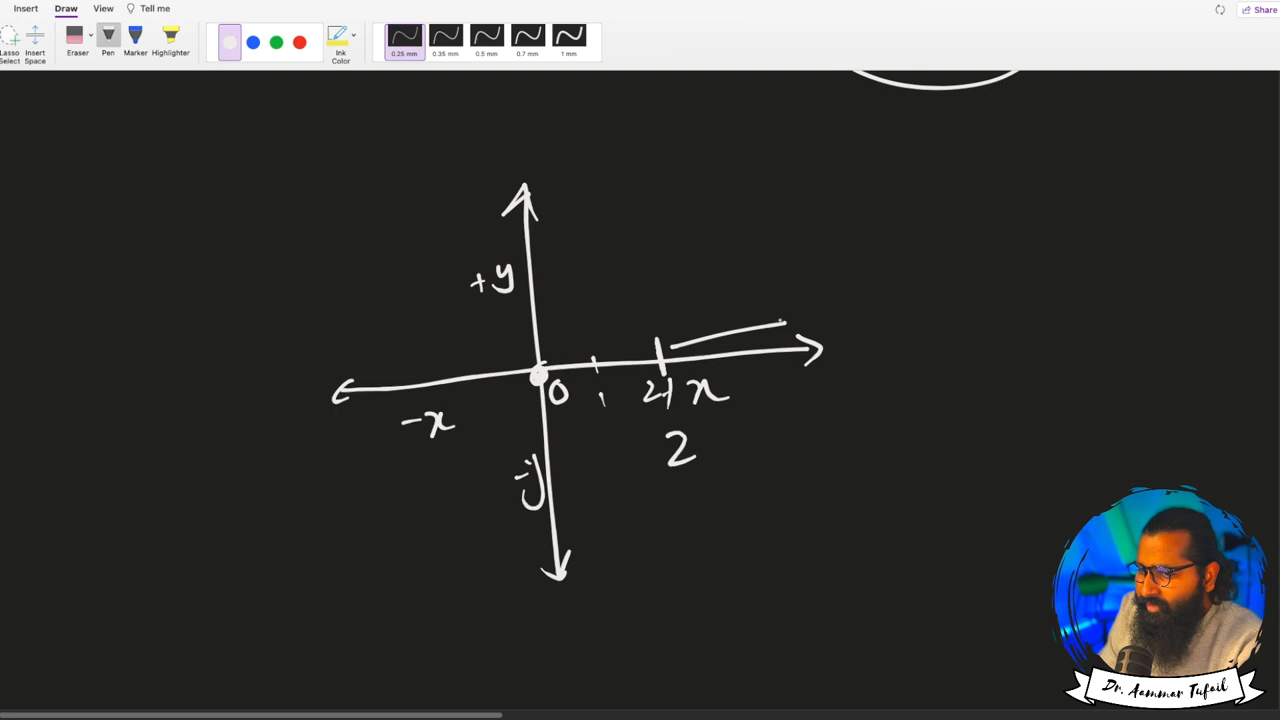 Insert Draw View Tell me
Share
Lasso Select
Insert Space
Eraser
Pen
Marker
Highlighter
Ink Color
0.25 mm
0.35 mm
0.5 mm
0.7 mm
1 mm
+y
0
x
-x
2
-y
Dr. Aammar Tufail